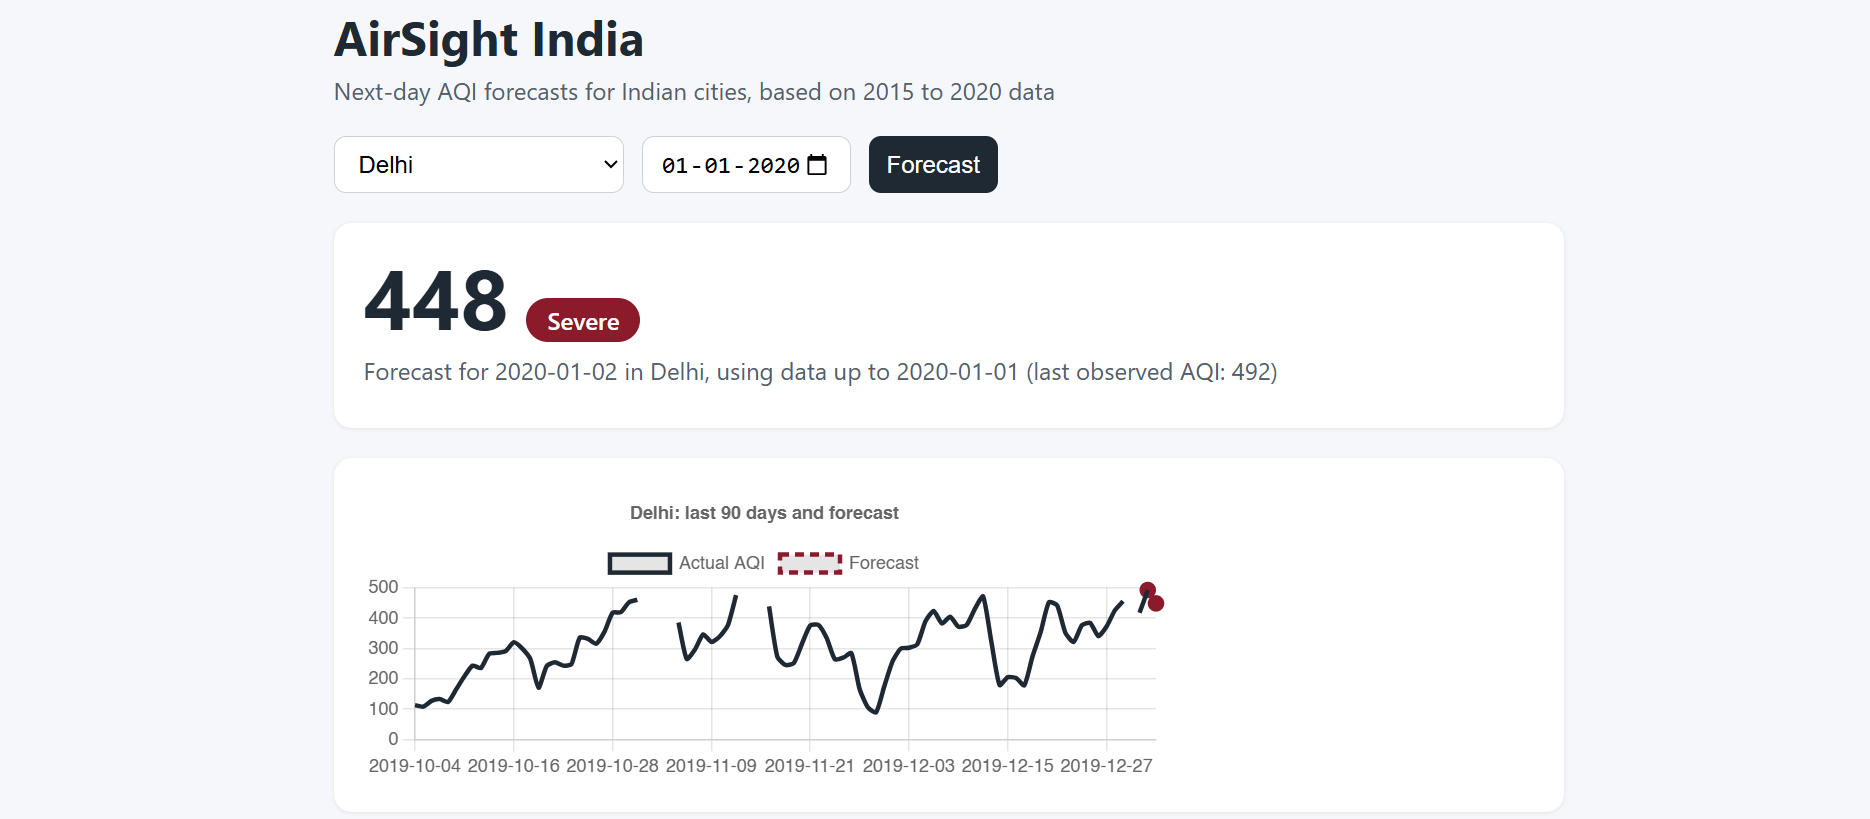 AirSight India
Next-day AQI forecasts for Indian cities, based on 2015 to 2020 data
Delhi
01-01-2020
Forecast
448 Severe
Forecast for 2020-01-02 in Delhi, using data up to 2020-01-01 (last observed AQI: 492)
Delhi: last 90 days and forecast
Actual AQI Forecast
500
400
300
200
100
0
2019-10-04 2019-10-16 2019-10-28 2019-11-09 2019-11-21 2019-12-03 2019-12-15 2019-12-27